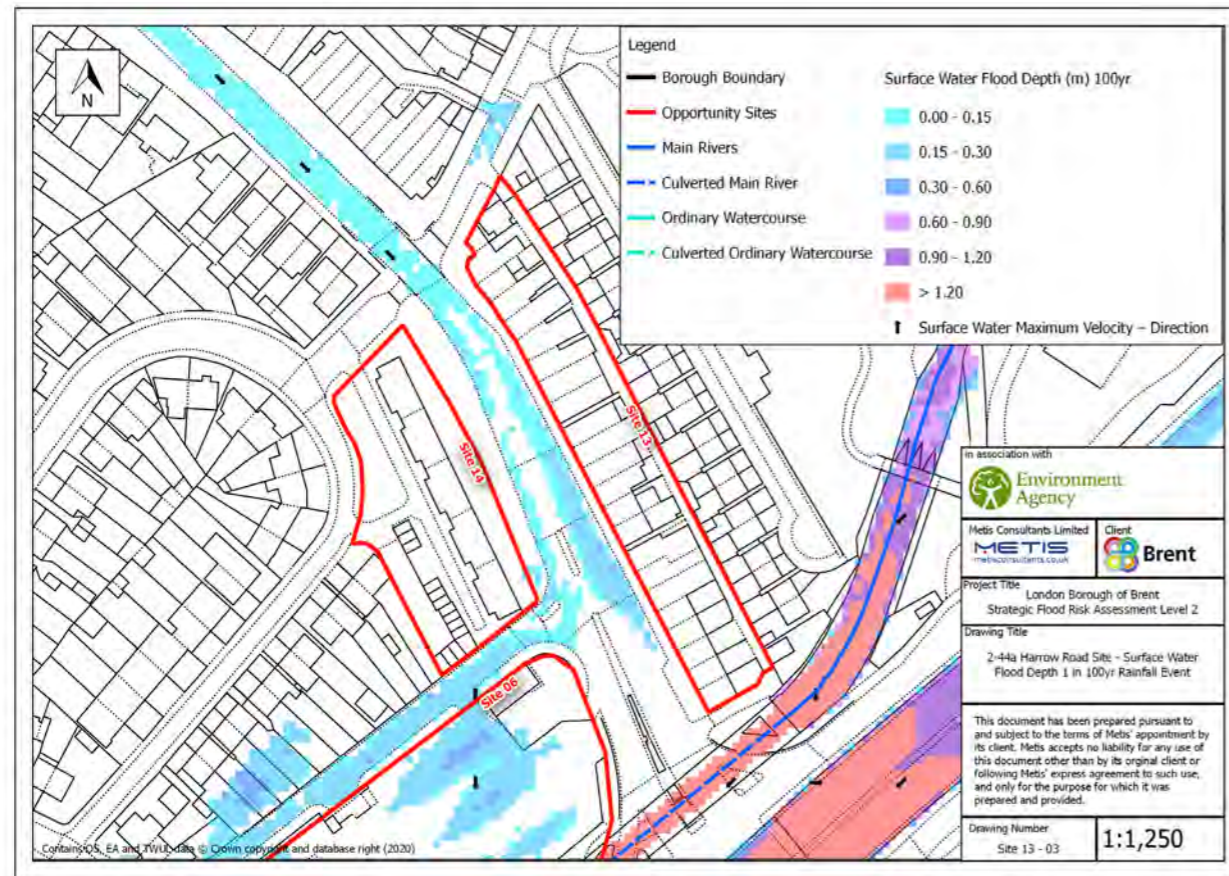 N
Legend
Borough Boundary
Opportunity Sites
Main Rivers
Culverted Main River
Ordinary Watercourse
Culverted Ordinary Watercourse
Surface Water Flood Depth (m) 100yr
0.00 - 0.15
0.15 - 0.30
0.30 - 0.60
0.60 - 0.90
0.90 - 1.20
> 1.20
Surface Water Maximum Velocity – Direction
Site 13
Site 14
Site 06
in association with
Environment
Agency
Metis Consultants Limited
METIS
metisconsultants.co.uk
Client
Brent
Project Title
London Borough of Brent
Strategic Flood Risk Assessment Level 2
Drawing Title
2-44a Harrow Road Site - Surface Water
Flood Depth 1 in 100yr Rainfall Event
This document has been prepared pursuant to
and subject to the terms of Metis' appointment by
its client. Metis accepts no liability for any use of
this document other than by its orginal client or
following Metis' express agreement to such use,
and only for the purpose for which it was
prepared and provided.
Drawing Number
Site 13 - 03
1:1,250
Contains OS, EA and TWUL data © Crown copyright and database right (2020)